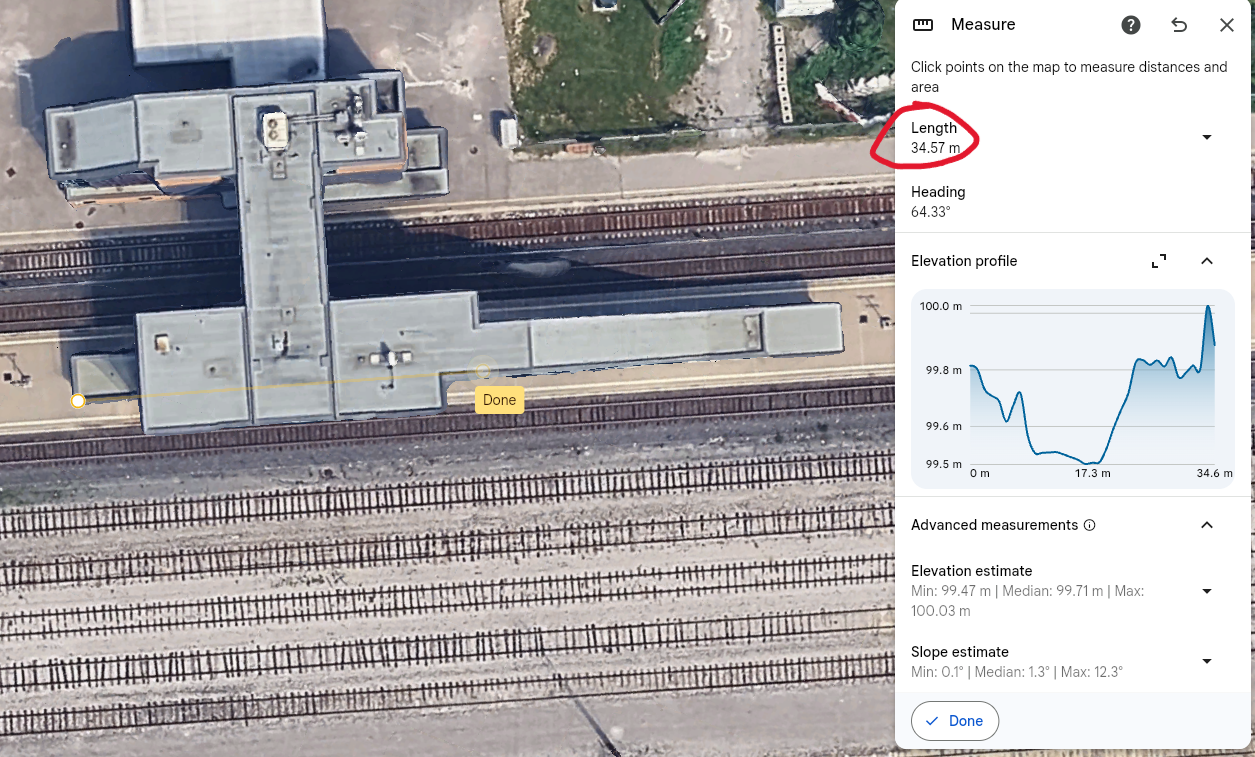 Measure
Click points on the map to measure distances and
area
Length
34.57 m
Heading
64.33°
Elevation profile
100.0 m
99.8 m
99.6 m
99.5 m
0 m 17.3 m 34.6 m
Done
Advanced measurements
Elevation estimate
Min: 99.47 m | Median: 99.71 m | Max:
100.03 m
Slope estimate
Min: 0.1° | Median: 1.3° | Max: 12.3°
Done